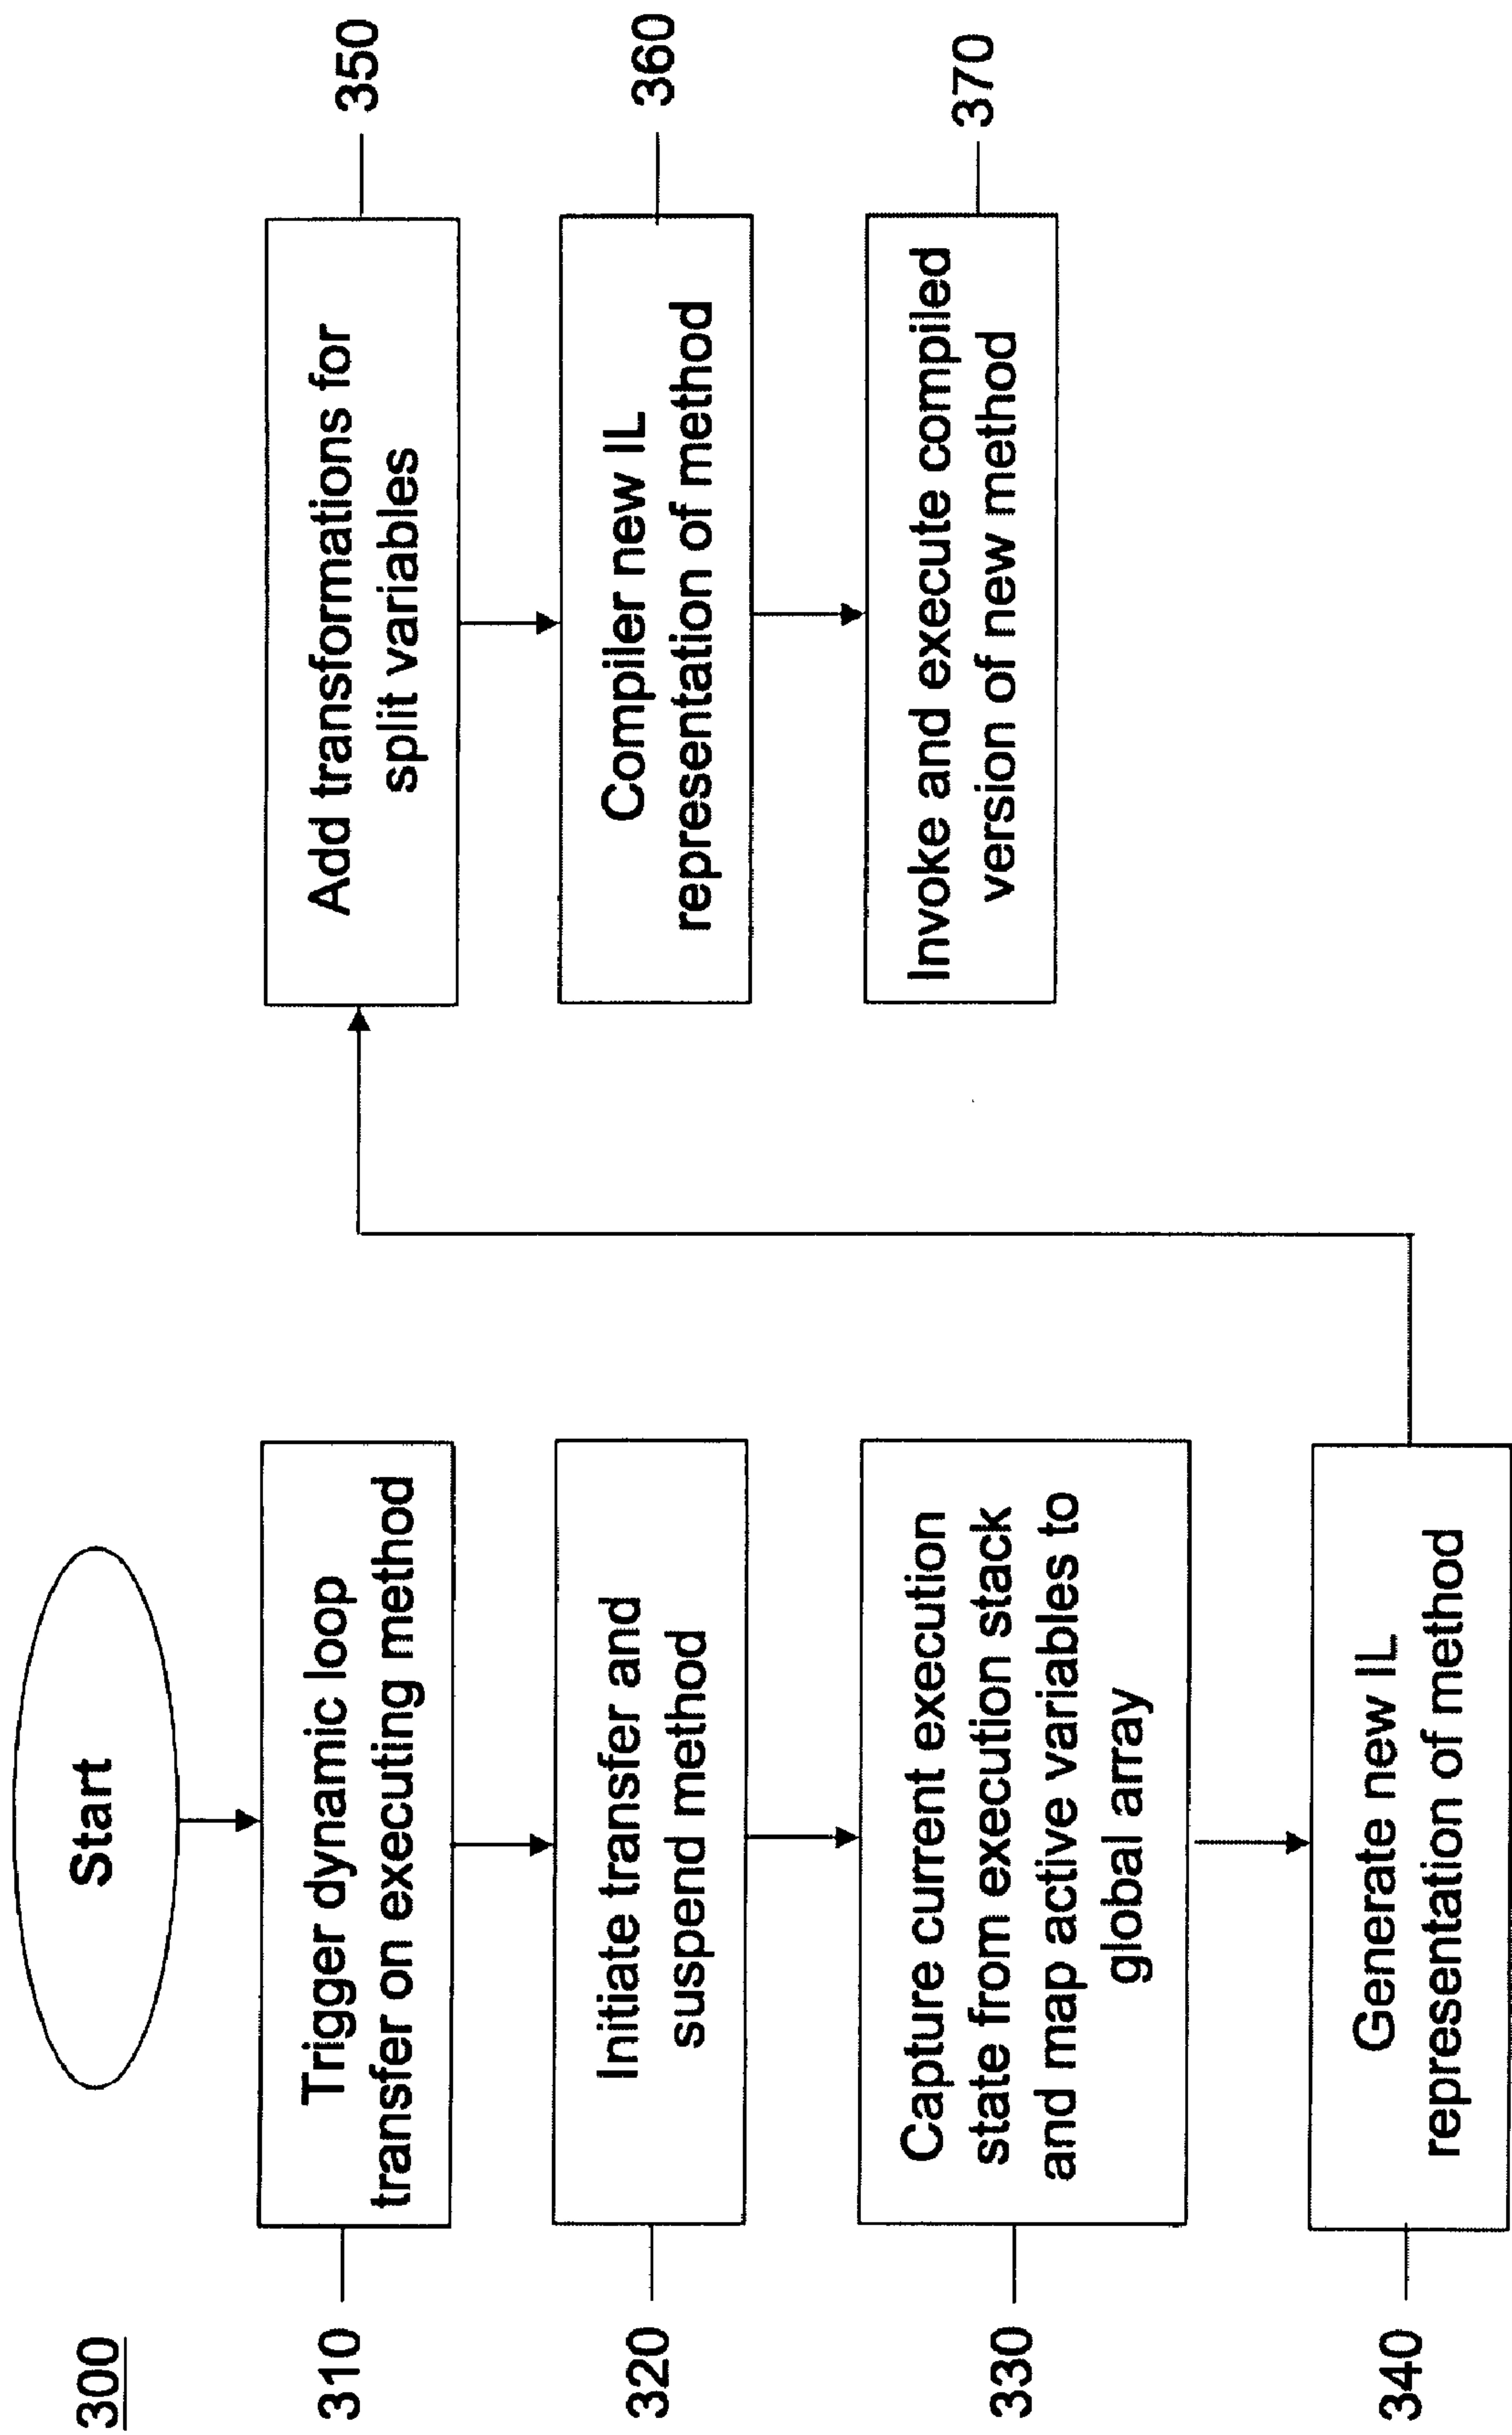 300
Start
310
Trigger dynamic loop
transfer on executing method
320
Initiate transfer and
suspend method
330
Capture current execution
state from execution stack
and map active variables to
global array
340
Generate new IL
representation of method
350
Add transformations for
split variables
360
Compiler new IL
representation of method
370
Invoke and execute compiled
version of new method